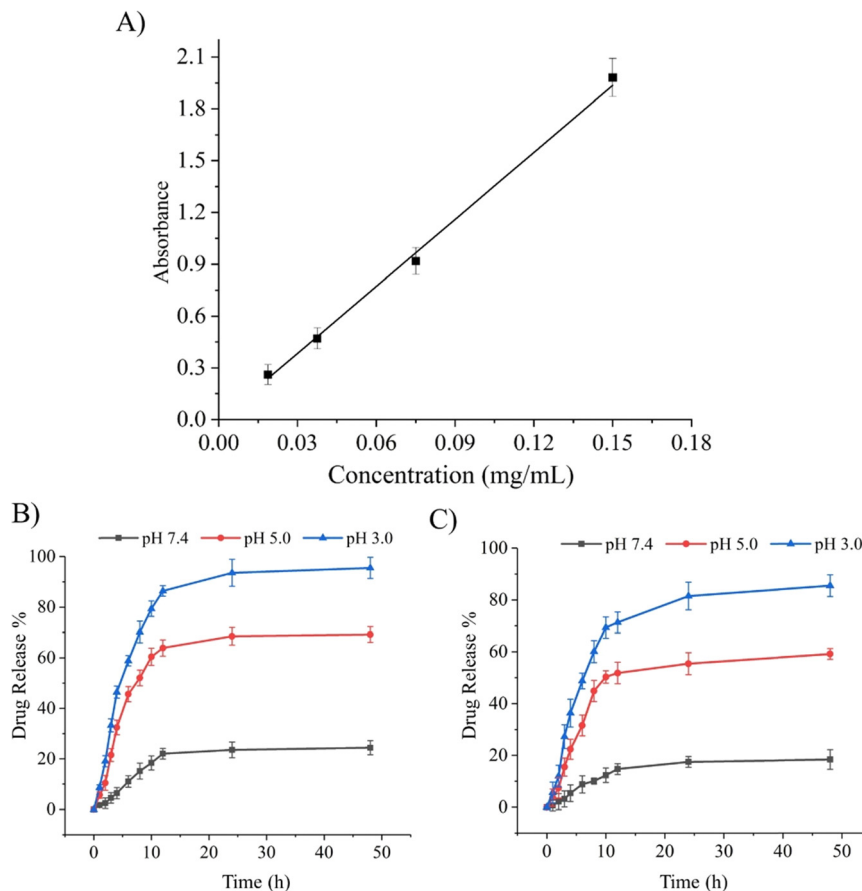 A)
2.1
1.8
1.5
1.2
0.9
0.6
0.3
0.0
Absorbance
0.00 0.03 0.06 0.09 0.12 0.15 0.18
Concentration (mg/mL)
B)
pH 7.4 pH 5.0 pH 3.0
100
80
60
40
20
0
Drug Release %
0 10 20 30 40 50
Time (h)
C)
pH 7.4 pH 5.0 pH 3.0
100
80
60
40
20
0
Drug Release %
0 10 20 30 40 50
Time (h)